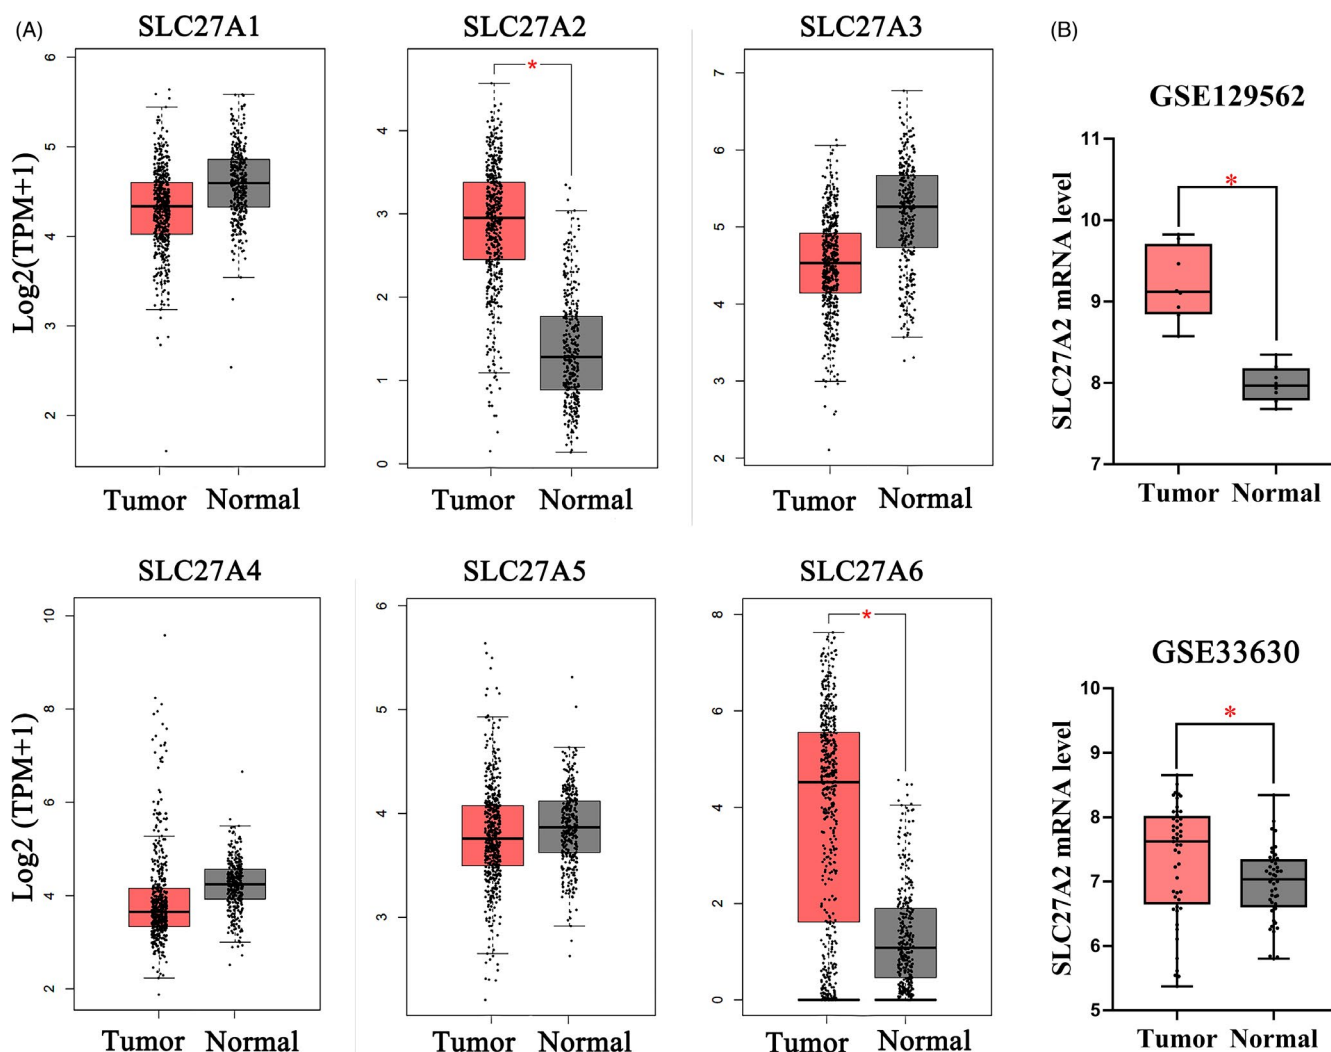 (A)
SLC27A1
SLC27A2
SLC27A3
(B)
Log2(TPM+1)
6
5
4
3
2
Tumor Normal
*
4
3
2
1
0
Tumor Normal
7
6
5
4
3
2
Tumor Normal
GSE129562
SLC27A2 mRNA level
11
10
9
8
7
*
Tumor Normal
SLC27A4
SLC27A5
SLC27A6
Log2 (TPM+1)
10
8
6
4
2
Tumor Normal
6
5
4
3
Tumor Normal
*
8
6
4
2
0
Tumor Normal
GSE33630
SLC27A2 mRNA level
10
9
8
7
6
5
*
Tumor Normal